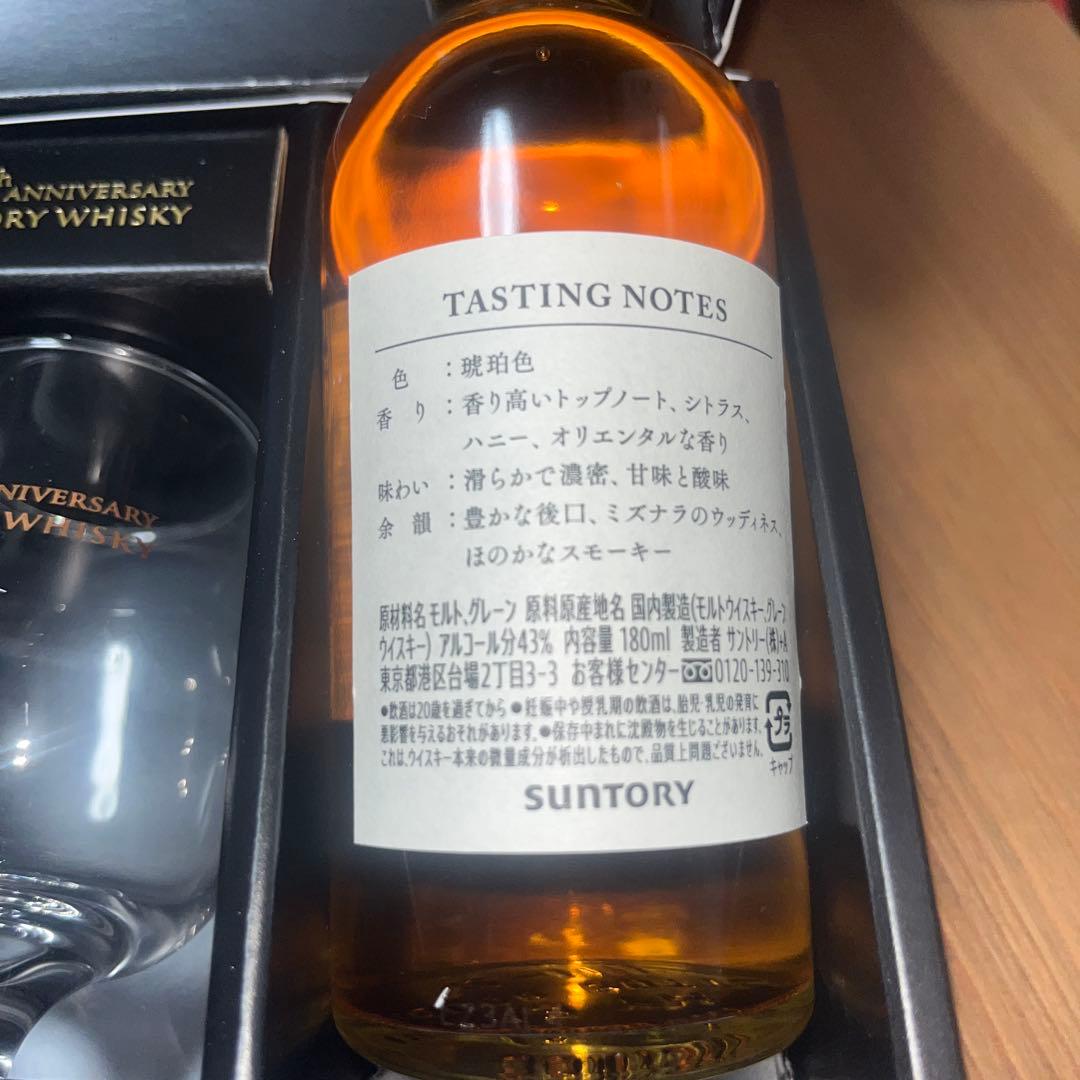 ANNIVERSARY
WHISKY
TASTING NOTES
色 : 琥珀色
香り : 香り高いトップノート、シトラス、
ハニー、オリエンタルな香り
味わい : 滑らかで濃密、甘味と酸味
余韻 : 豊かな後口、ミズナラのウッディネス、
ほのかなスモーキー
原材料名 モルト、グレーン 原料原産地名 国内製造(モルトウイスキー、グレーン
ウイスキー) アルコール分43% 内容量 180ml 製造者 サントリー(株)+A
東京都港区台場2丁目3-3 お客様センター 0120-139-310
●飲酒は20歳を過ぎてから ●妊娠中や授乳期の飲酒は、胎児・乳児の発育に
悪影響を与えるおそれがあります。●保存中まれに沈殿物を生じることがあります。
これは、ウイスキー本来の微量成分が析出したもので、品質上問題ございません。
プラ
キャップ
SUNTORY
WHISKY